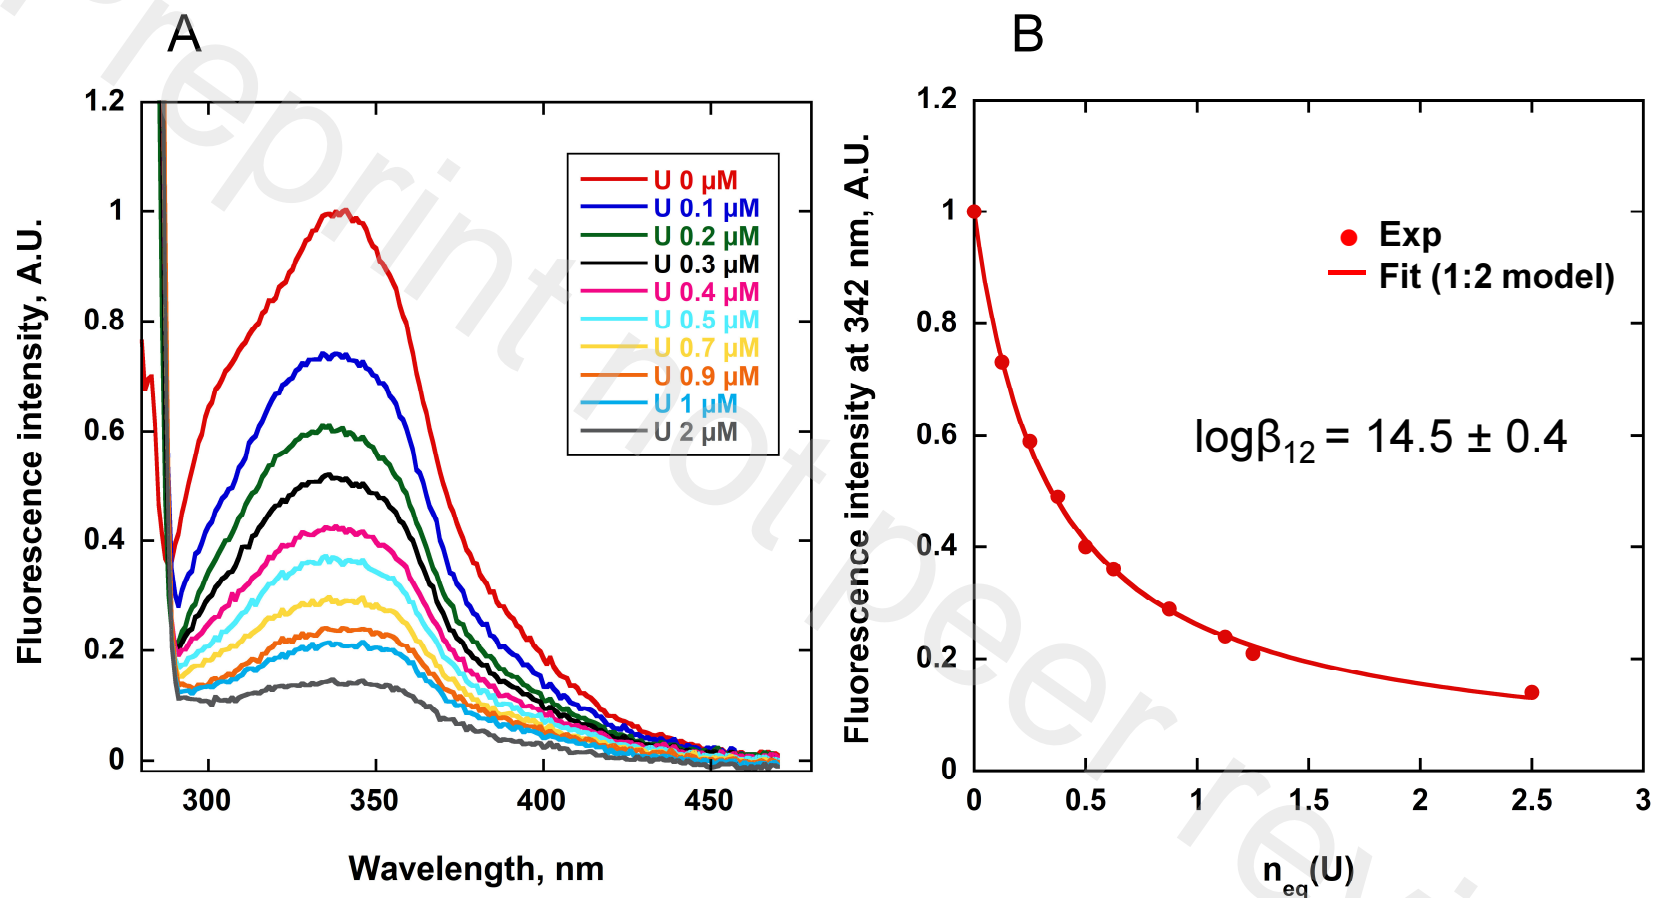 A
Fluorescence intensity, A.U.
1.2
1
0.8
0.6
0.4
0.2
0
300 350 400 450
Wavelength, nm
U 0 µM
U 0.1 µM
U 0.2 µM
U 0.3 µM
U 0.4 µM
U 0.5 µM
U 0.7 µM
U 0.9 µM
U 1 µM
U 2 µM
B
Fluorescence intensity at 342 nm, A.U.
1.2
1
0.8
0.6
0.4
0.2
0
0 0.5 1 1.5 2 2.5 3
n_eq(U)
Exp
Fit (1:2 model)
logβ₁₂ = 14.5 ± 0.4
reprint not peer revi